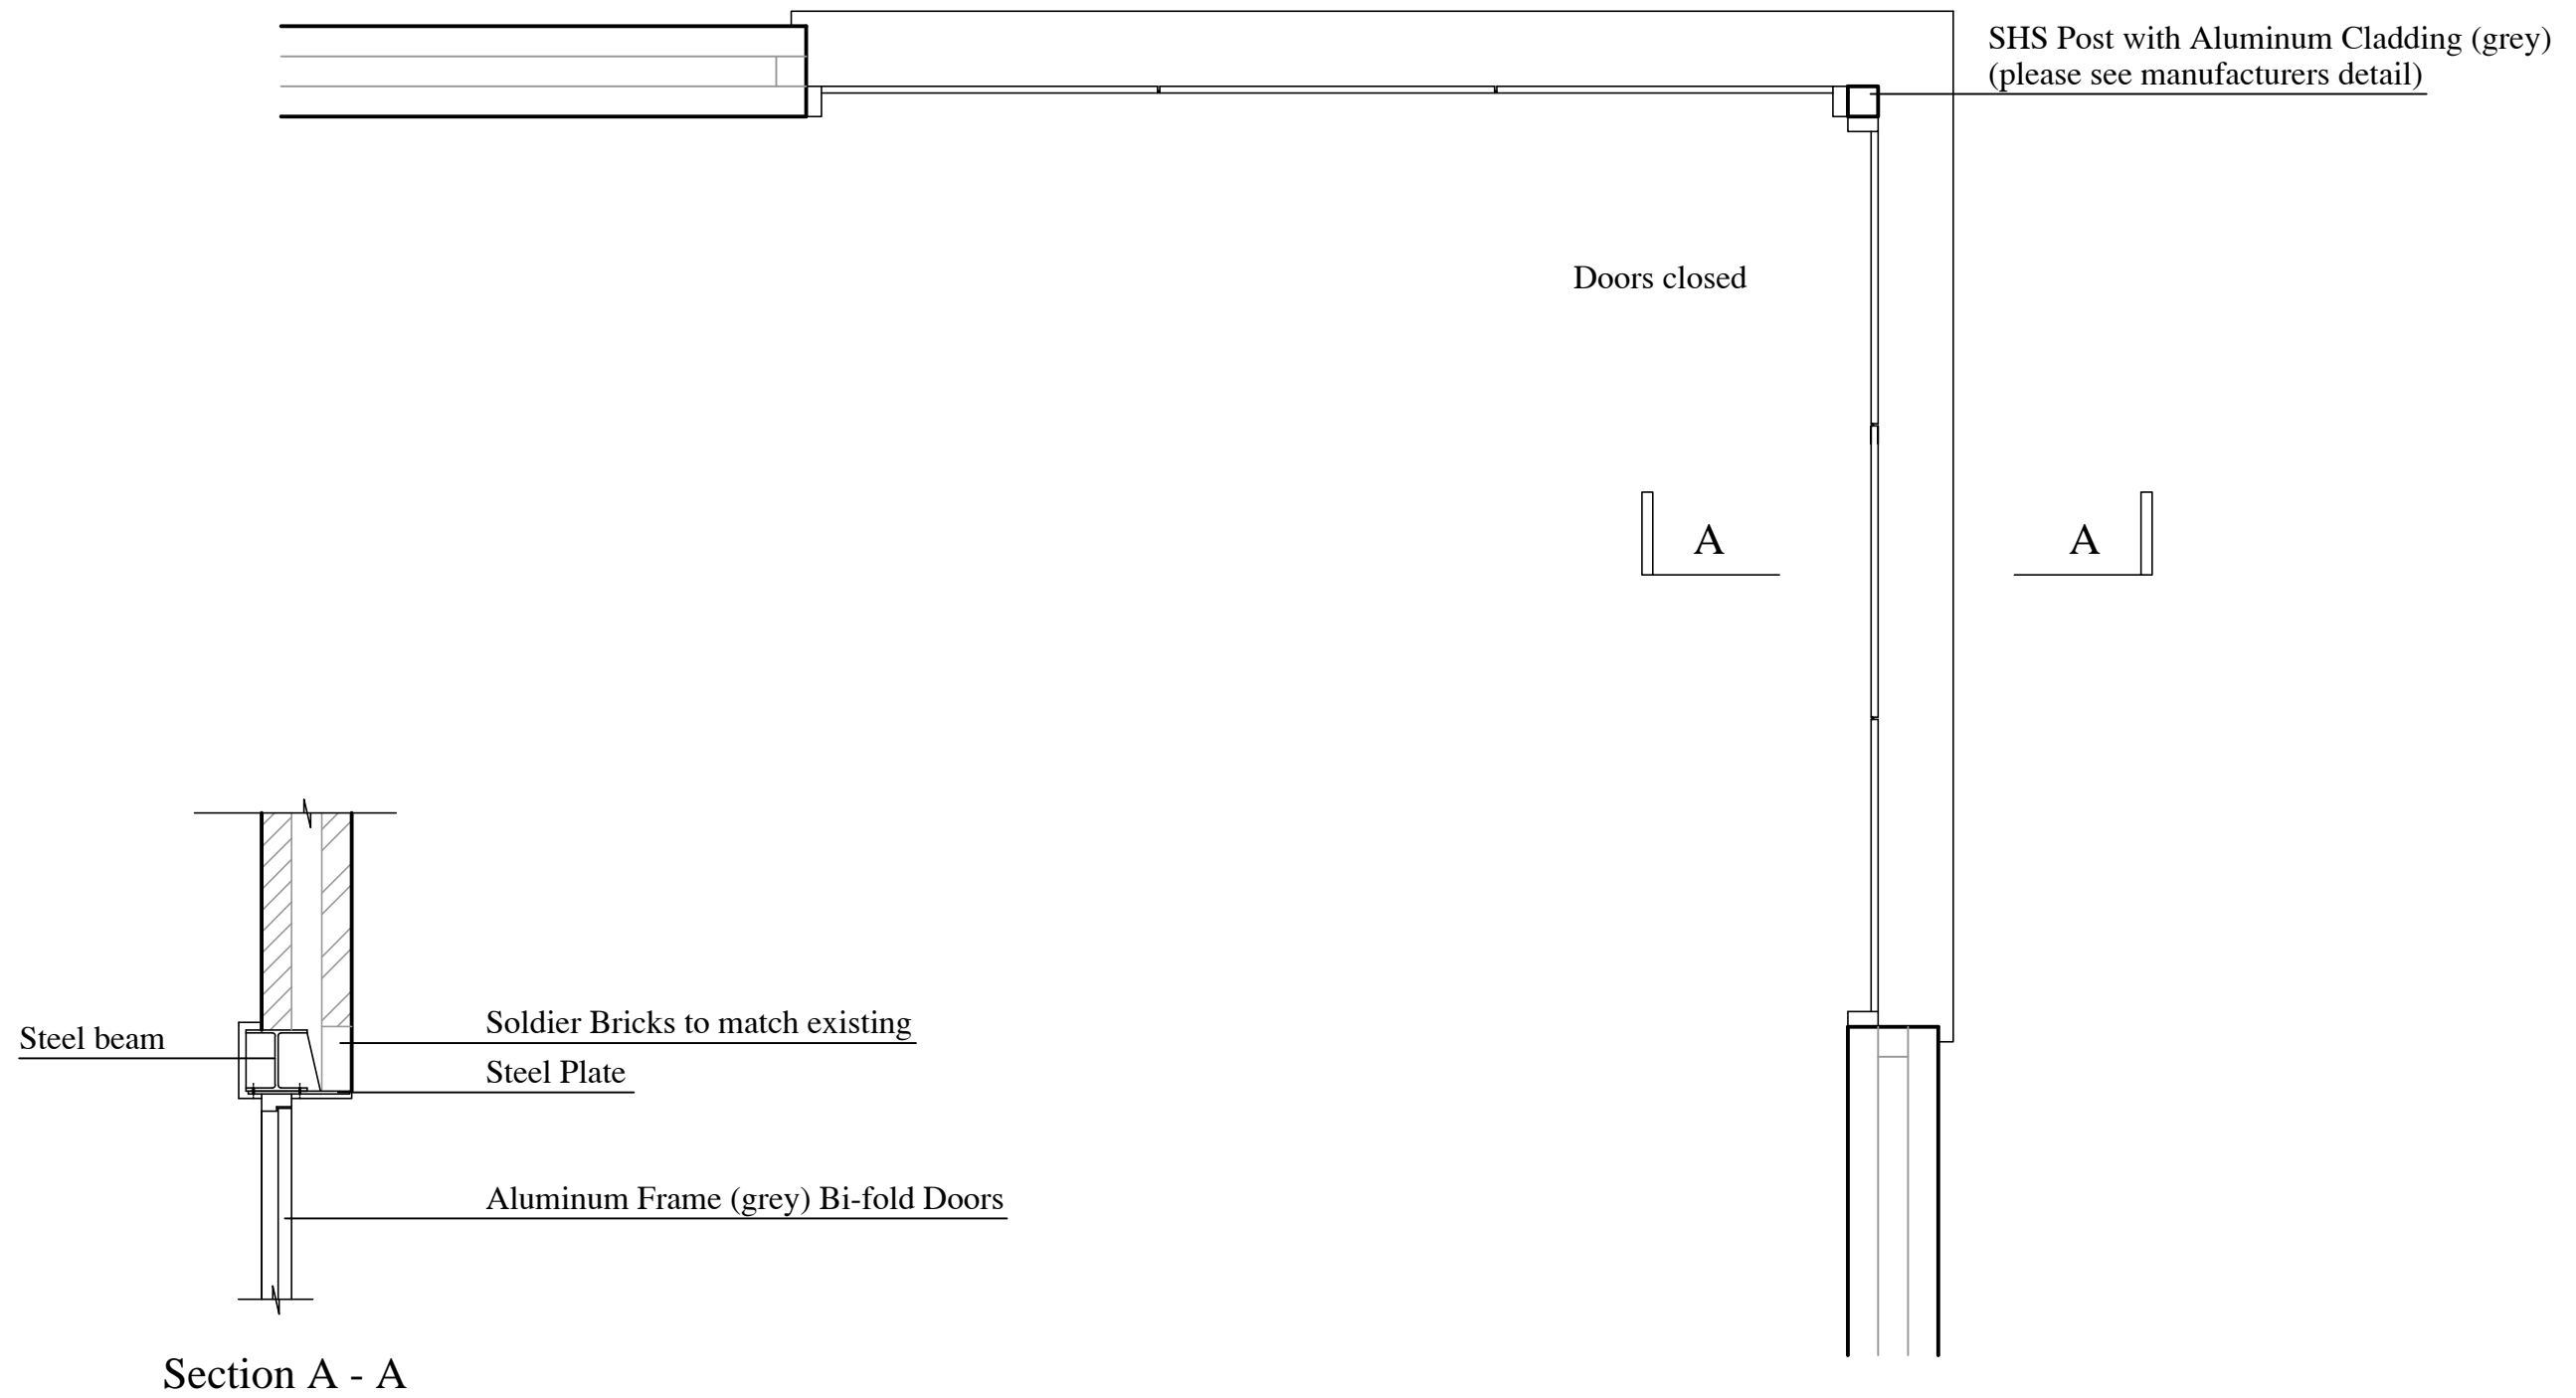 SHS Post with Aluminum Cladding (grey)
(please see manufacturers detail)
Doors closed
A
A
Soldier Bricks to match existing
Steel beam
Steel Plate
Aluminum Frame (grey) Bi-fold Doors
Section A - A